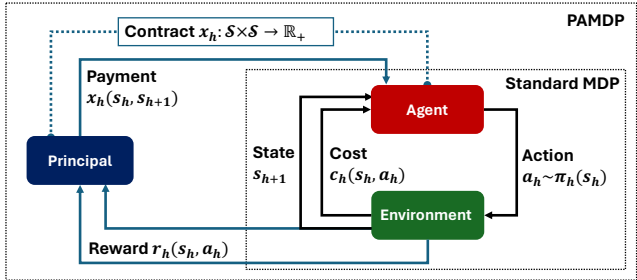 PAMDP
Contract x_h: 𝒮×𝒮 → ℝ₊
Payment
x_h(s_h, s_{h+1})
Standard MDP
Agent
Principal
State
s_{h+1}
Cost
c_h(s_h, a_h)
Action
a_h~π_h(s_h)
Environment
Reward r_h(s_h, a_h)